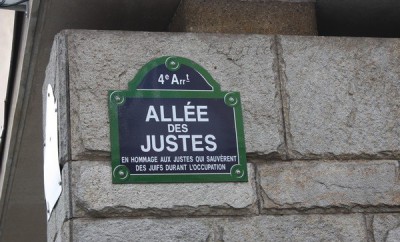 4e Arrt
ALLÉE
DES
JUSTES
EN HOMMAGE AUX JUSTES QUI SAUVÈRENT
DES JUIFS DURANT L'OCCUPATION